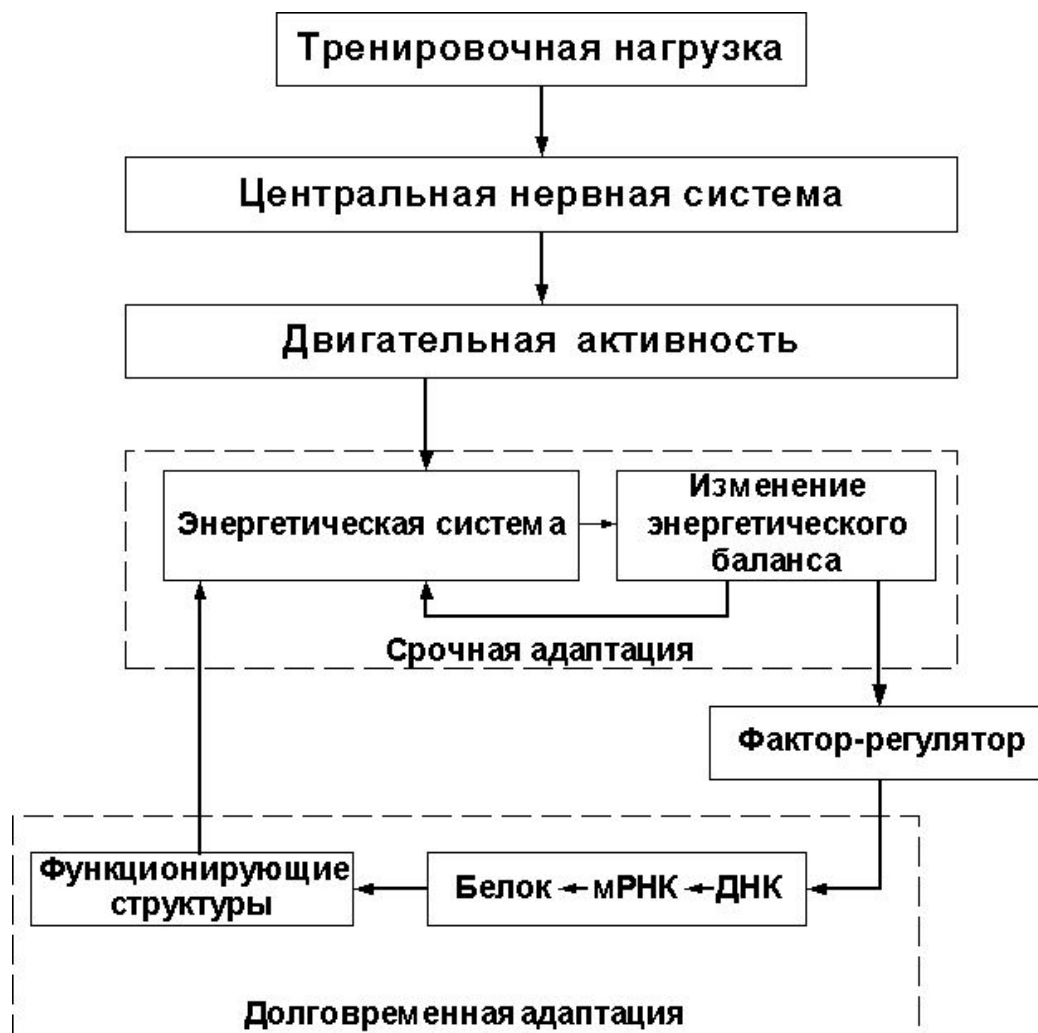 Тренировочная нагрузка
Центральная нервная система
Двигательная активность
Энергетическая система
Изменение
энергетического
баланса
Срочная адаптация
Фактор-регулятор
Функционирующие
структуры
Белок мРНК ДНК
Долговременная адаптация